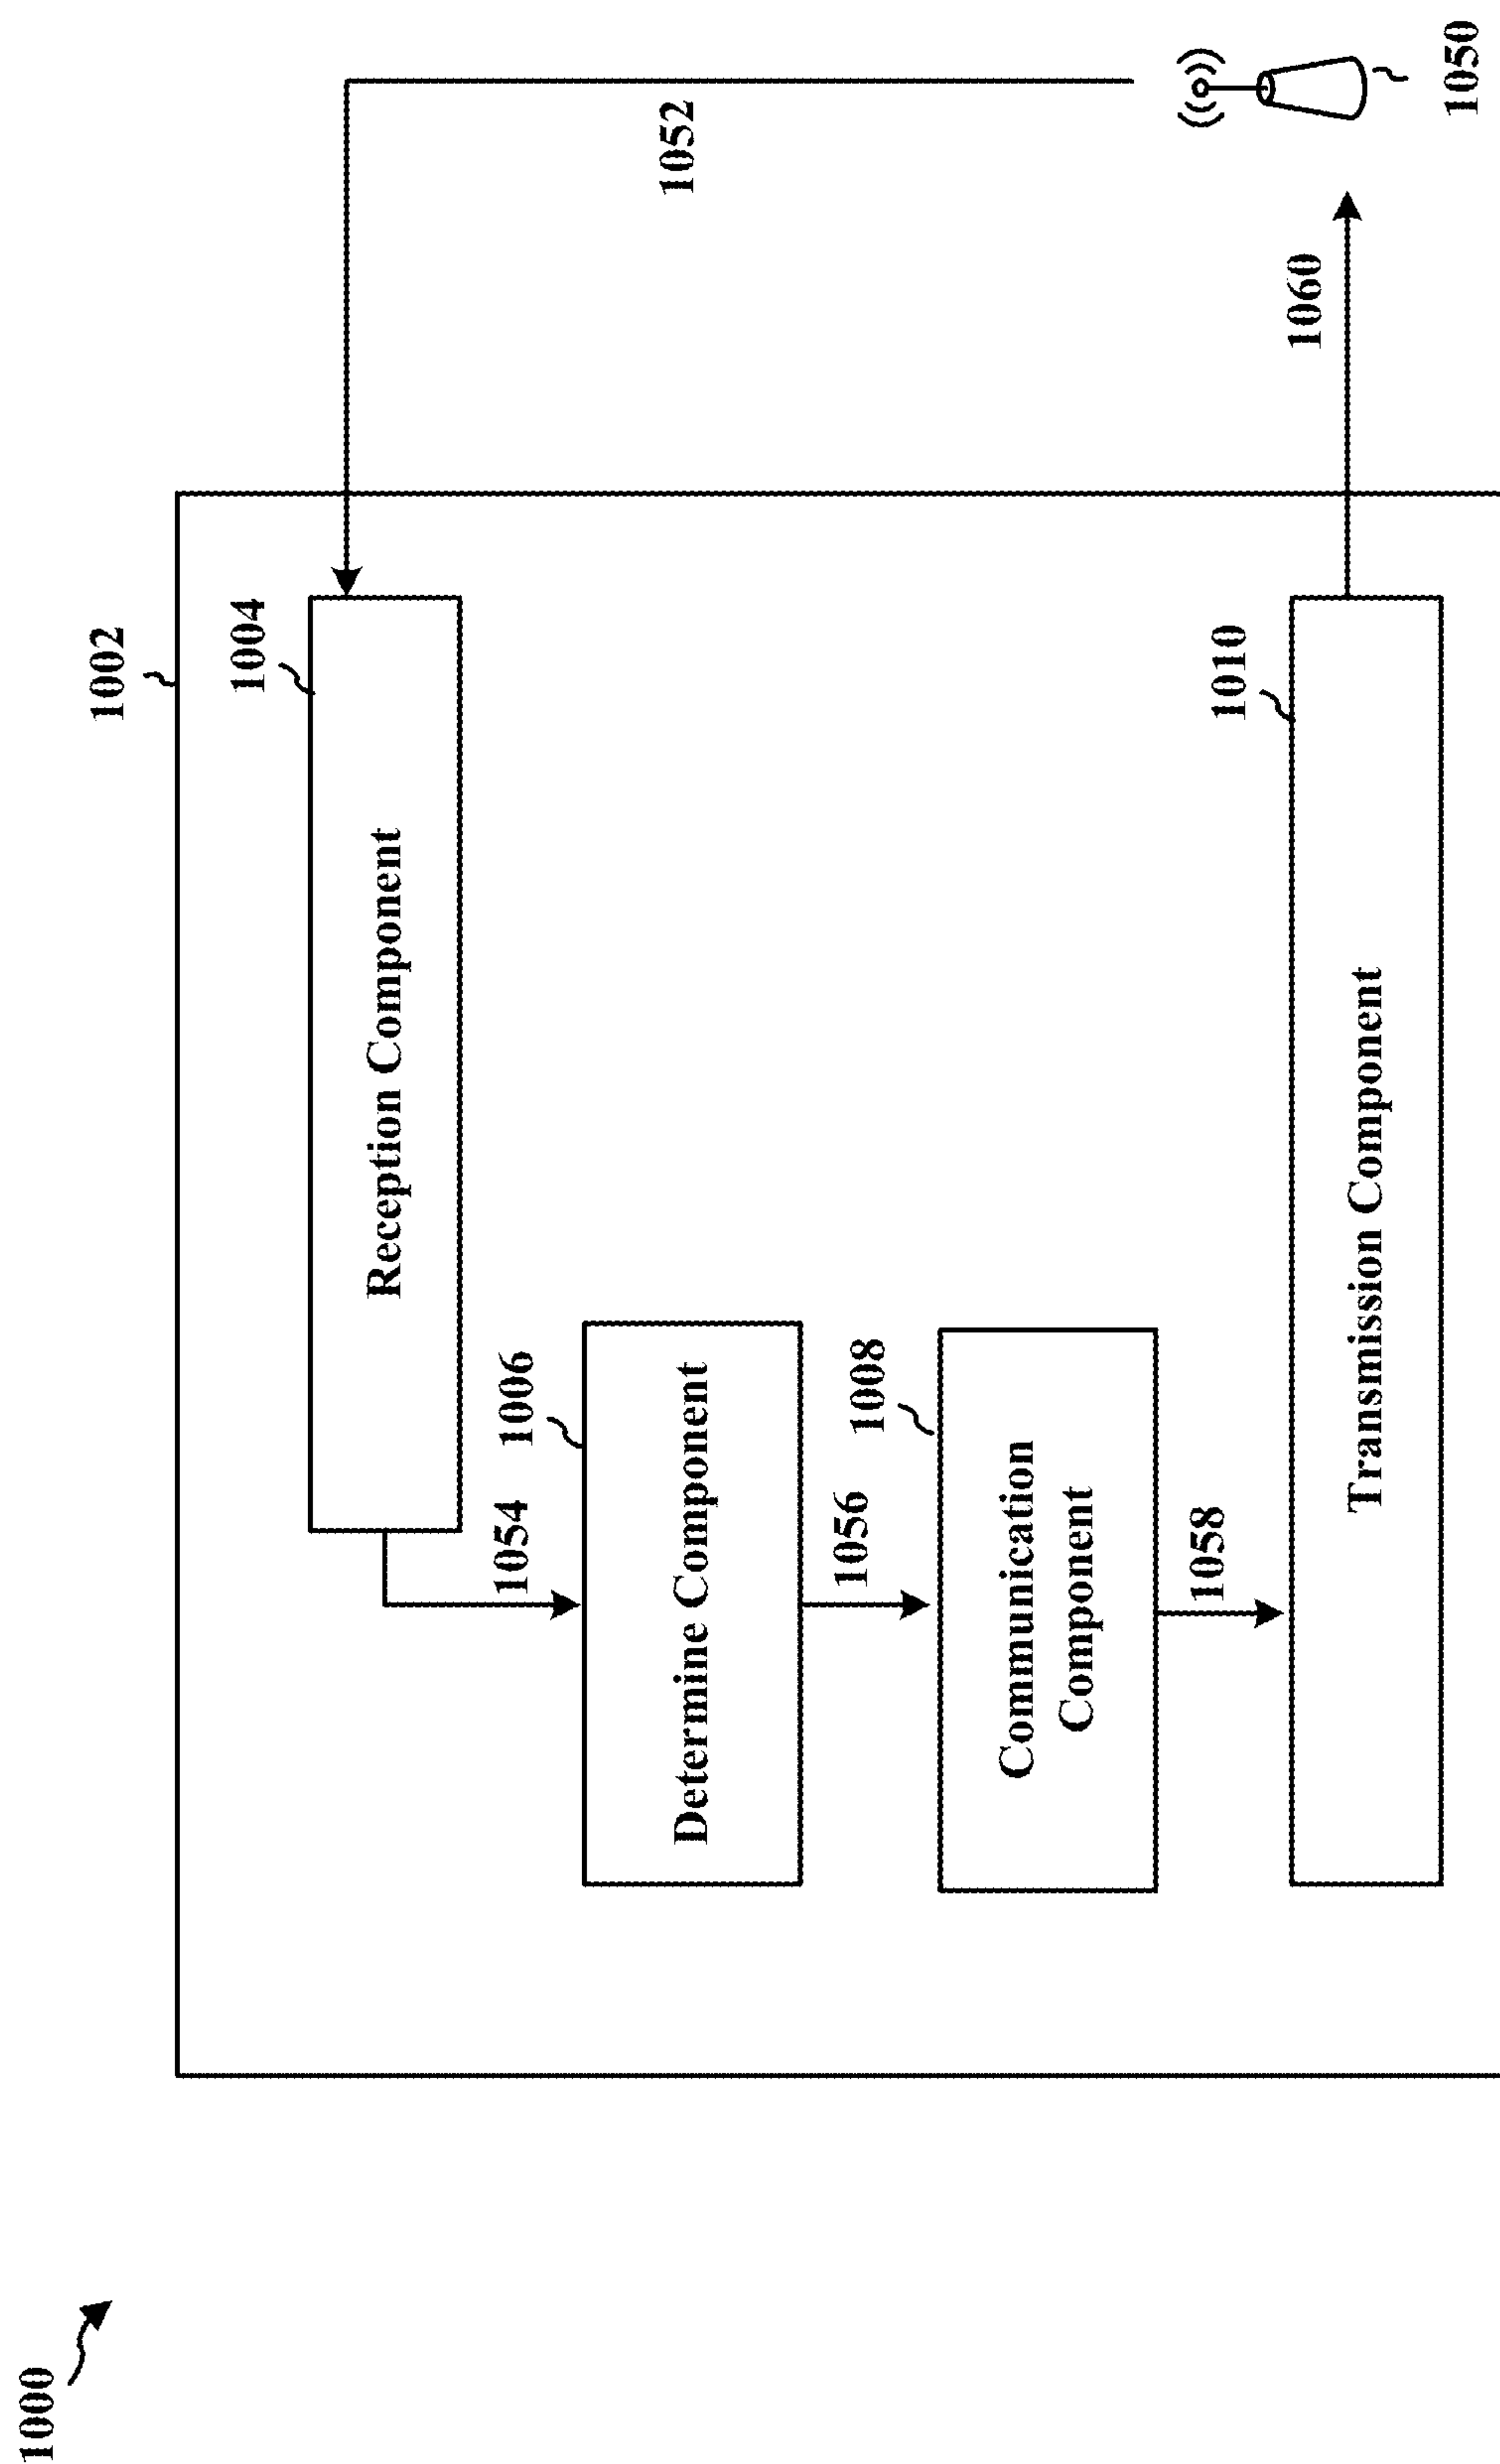 1000
1002
1004
Reception Component
1054
1006
1052
Determine Component
1056
1008
Communication
Component
1058
1010
1060
Transmission Component
1050